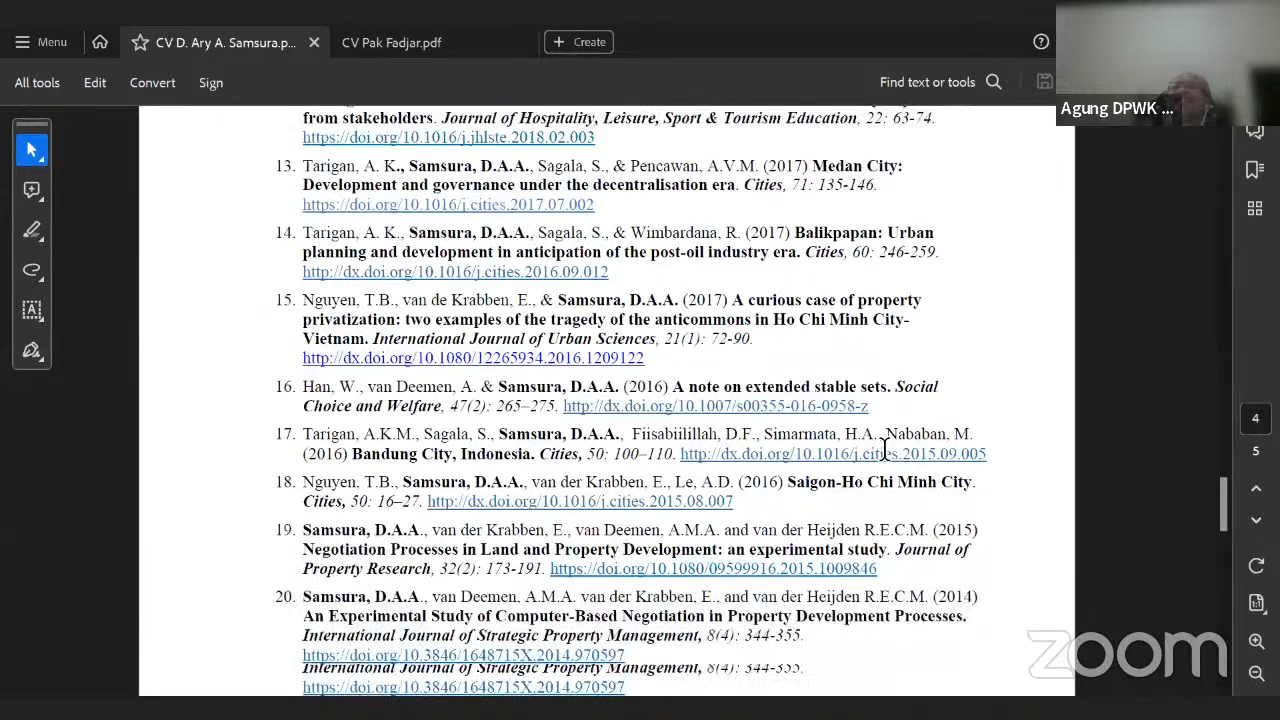 Menu
CV D. Ary A. Samsura.p...
CV Pak Fadjar.pdf
Create
All tools
Edit
Convert
Sign
Find text or tools
Agung DPWK ...
from stakeholders. Journal of Hospitality, Leisure, Sport & Tourism Education, 22: 63-74.
https://doi.org/10.1016/j.jhlste.2018.02.003
13. Tarigan, A. K., Samsura, D.A.A., Sagala, S., & Pencawan, A.V.M. (2017) Medan City:
Development and governance under the decentralisation era. Cities, 71: 135-146.
https://doi.org/10.1016/j.cities.2017.07.002
14. Tarigan, A. K., Samsura, D.A.A., Sagala, S., & Wimbardana, R. (2017) Balikpapan: Urban
planning and development in anticipation of the post-oil industry era. Cities, 60: 246-259.
http://dx.doi.org/10.1016/j.cities.2016.09.012
15. Nguyen, T.B., van de Krabben, E., & Samsura, D.A.A. (2017) A curious case of property
privatization: two examples of the tragedy of the anticommons in Ho Chi Minh City-
Vietnam. International Journal of Urban Sciences, 21(1): 72-90.
http://dx.doi.org/10.1080/12265934.2016.1209122
16. Han, W., van Deemen, A. & Samsura, D.A.A. (2016) A note on extended stable sets. Social
Choice and Welfare, 47(2): 265–275. http://dx.doi.org/10.1007/s00355-016-0958-z
17. Tarigan, A.K.M., Sagala, S., Samsura, D.A.A., Fiisabiilillah, D.F., Simarmata, H.A., Nababan, M.
(2016) Bandung City, Indonesia. Cities, 50: 100–110. http://dx.doi.org/10.1016/j.cities.2015.09.005
18. Nguyen, T.B., Samsura, D.A.A., van der Krabben, E., Le, A.D. (2016) Saigon-Ho Chi Minh City.
Cities, 50: 16–27. http://dx.doi.org/10.1016/j.cities.2015.08.007
19. Samsura, D.A.A., van der Krabben, E., van Deemen, A.M.A. and van der Heijden R.E.C.M. (2015)
Negotiation Processes in Land and Property Development: an experimental study. Journal of
Property Research, 32(2): 173-191. https://doi.org/10.1080/09599916.2015.1009846
20. Samsura, D.A.A., van Deemen, A.M.A. van der Krabben, E., and van der Heijden R.E.C.M. (2014)
An Experimental Study of Computer-Based Negotiation in Property Development Processes.
International Journal of Strategic Property Management, 8(4): 344-355.
https://doi.org/10.3846/1648715X.2014.970597
International Journal of Strategic Property Management, 8(4): 344-355.
https://doi.org/10.3846/1648715X.2014.970597
4
5
zoom